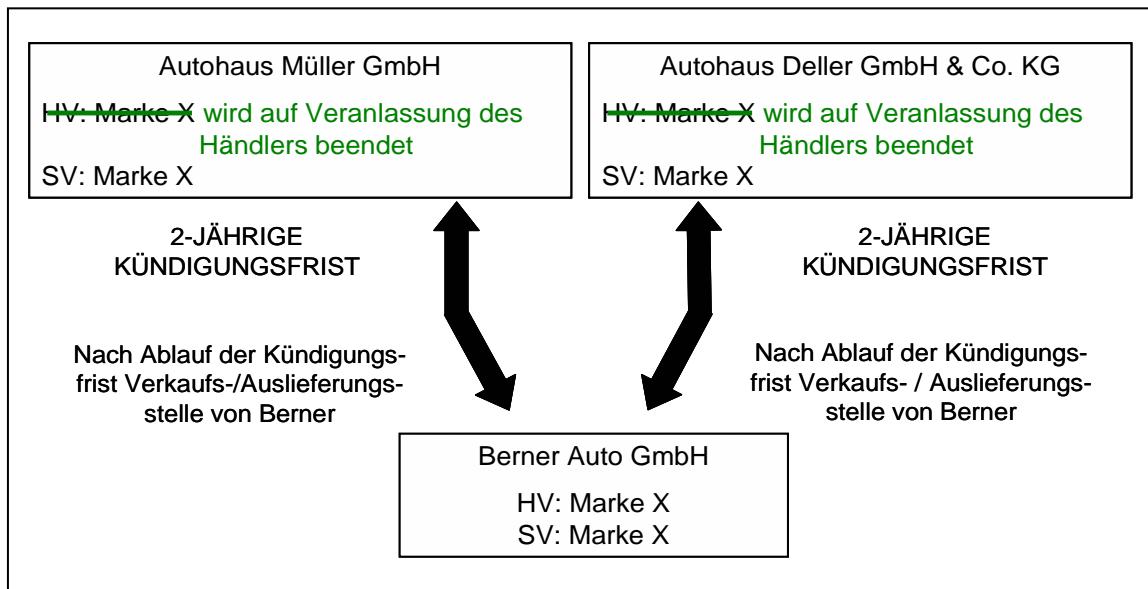 Autohaus Müller GmbH
HV: Marke X wird auf Veranlassung des
Händlers beendet
SV: Marke X
Autohaus Deller GmbH & Co. KG
HV: Marke X wird auf Veranlassung des
Händlers beendet
SV: Marke X
2-JÄHRIGE
KÜNDIGUNGSFRIST
2-JÄHRIGE
KÜNDIGUNGSFRIST
Nach Ablauf der Kündigungs-
frist Verkaufs-/Auslieferungs-
stelle von Berner
Nach Ablauf der Kündigungs-
frist Verkaufs- / Auslieferungs-
stelle von Berner
Berner Auto GmbH
HV: Marke X
SV: Marke X